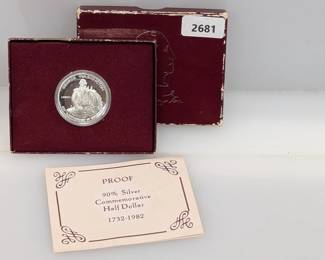 2681
PROOF
90% Silver
Commemorative
Half Dollar
1732-1982